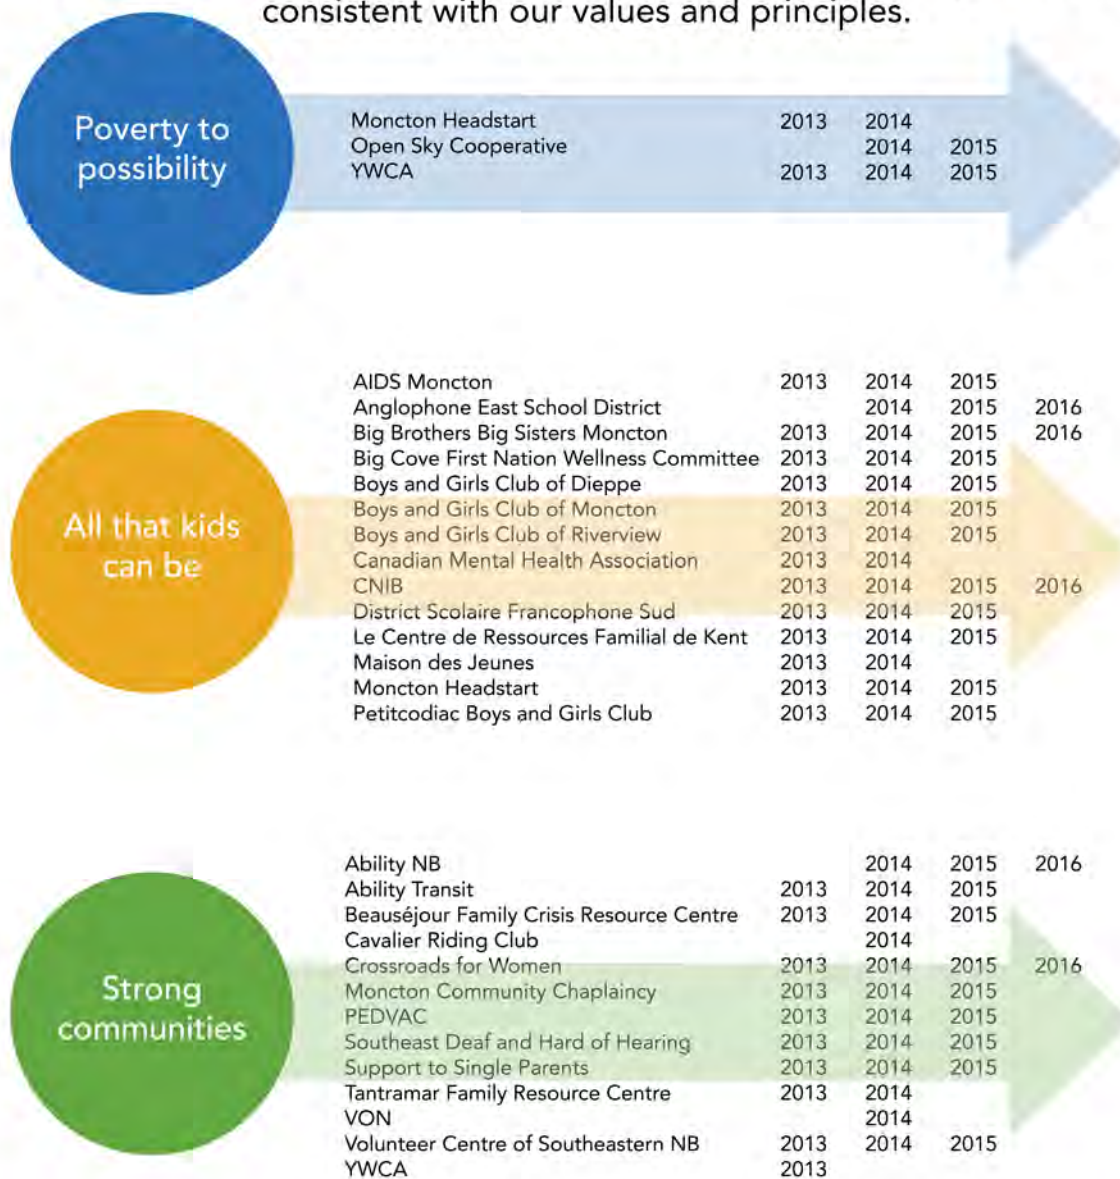 consistent with our values and principles.
Poverty to
possibility
Moncton Headstart 2013 2014
Open Sky Cooperative 2014 2015
YWCA 2013 2014 2015
All that kids
can be
AIDS Moncton 2013 2014 2015
Anglophone East School District 2014 2015 2016
Big Brothers Big Sisters Moncton 2013 2014 2015 2016
Big Cove First Nation Wellness Committee 2013 2014 2015
Boys and Girls Club of Dieppe 2013 2014 2015
Boys and Girls Club of Moncton 2013 2014 2015
Boys and Girls Club of Riverview 2013 2014 2015
Canadian Mental Health Association 2013 2014
CNIB 2013 2014 2015 2016
District Scolaire Francophone Sud 2013 2014 2015
Le Centre de Ressources Familial de Kent 2013 2014 2015
Maison des Jeunes 2013 2014
Moncton Headstart 2013 2014 2015
Petitcodiac Boys and Girls Club 2013 2014 2015
Strong
communities
Ability NB 2014 2015 2016
Ability Transit 2013 2014 2015
Beauséjour Family Crisis Resource Centre 2013 2014 2015
Cavalier Riding Club 2014
Crossroads for Women 2013 2014 2015 2016
Moncton Community Chaplaincy 2013 2014 2015
PEDVAC 2013 2014 2015
Southeast Deaf and Hard of Hearing 2013 2014 2015
Support to Single Parents 2013 2014 2015
Tantramar Family Resource Centre 2013 2014
VON 2014
Volunteer Centre of Southeastern NB 2013 2014 2015
YWCA 2013